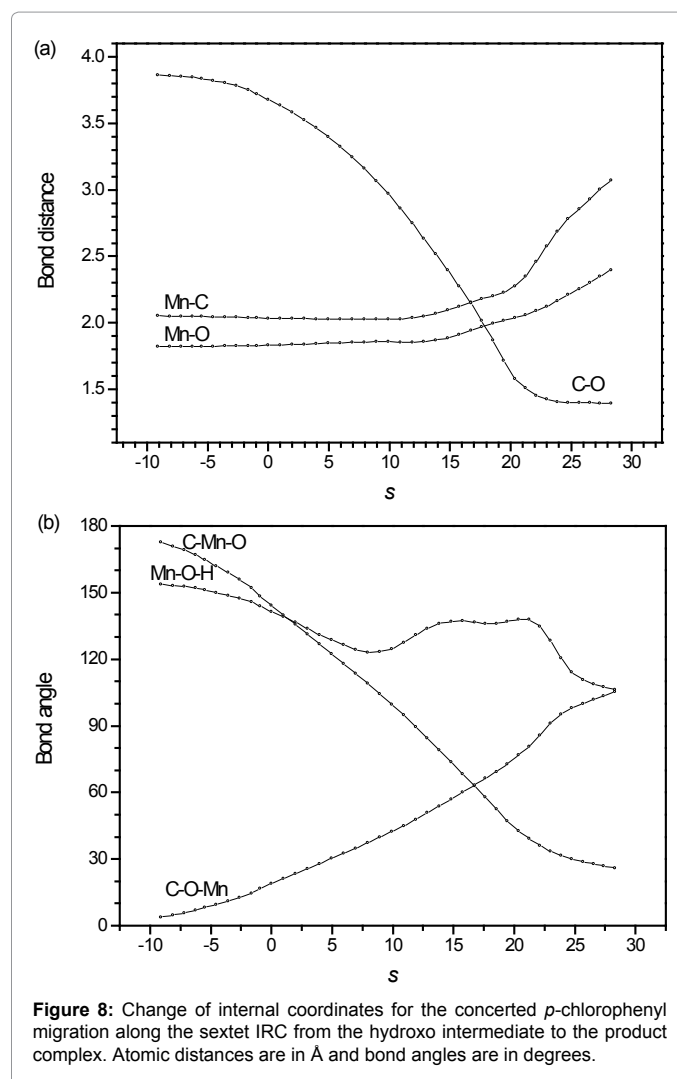 (a)
4.0
3.5
3.0
2.5
2.0
1.5
Bond distance
Mn-C
Mn-O
C-O
-10 -5 0 5 10 15 20 25 30
s
(b)
180
150
120
90
60
30
0
Bond angle
C-Mn-O
Mn-O-H
C-O-Mn
-10 -5 0 5 10 15 20 25 30
s
Figure 8: Change of internal coordinates for the concerted p-chlorophenyl
migration along the sextet IRC from the hydroxo intermediate to the product
complex. Atomic distances are in Å and bond angles are in degrees.